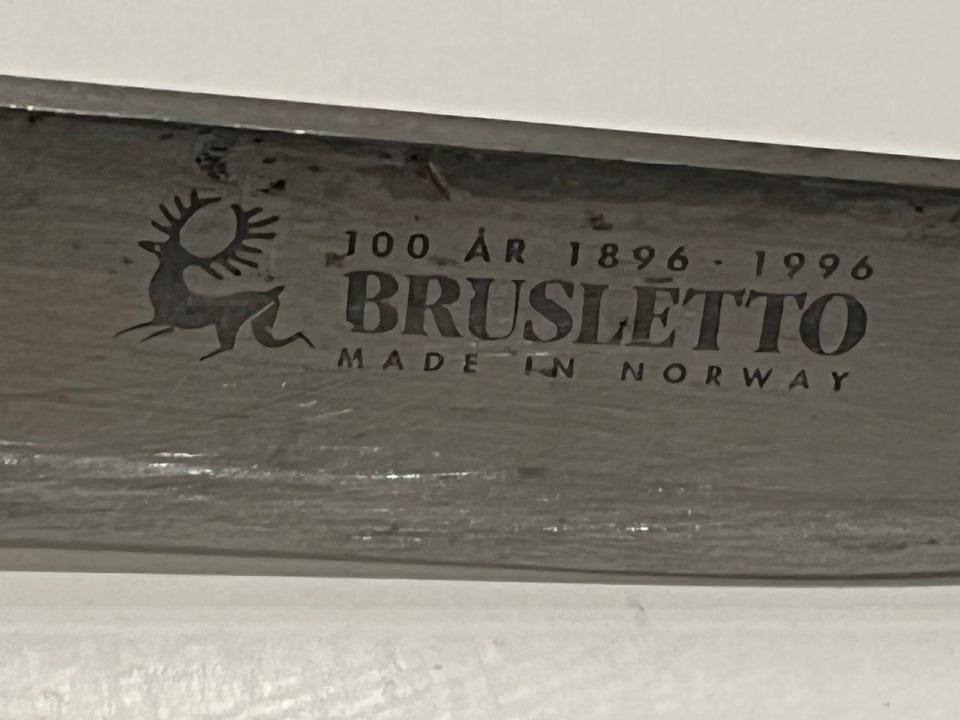 100 ÅR 1896 - 1996
BRUSLETTO
MADE IN NORWAY